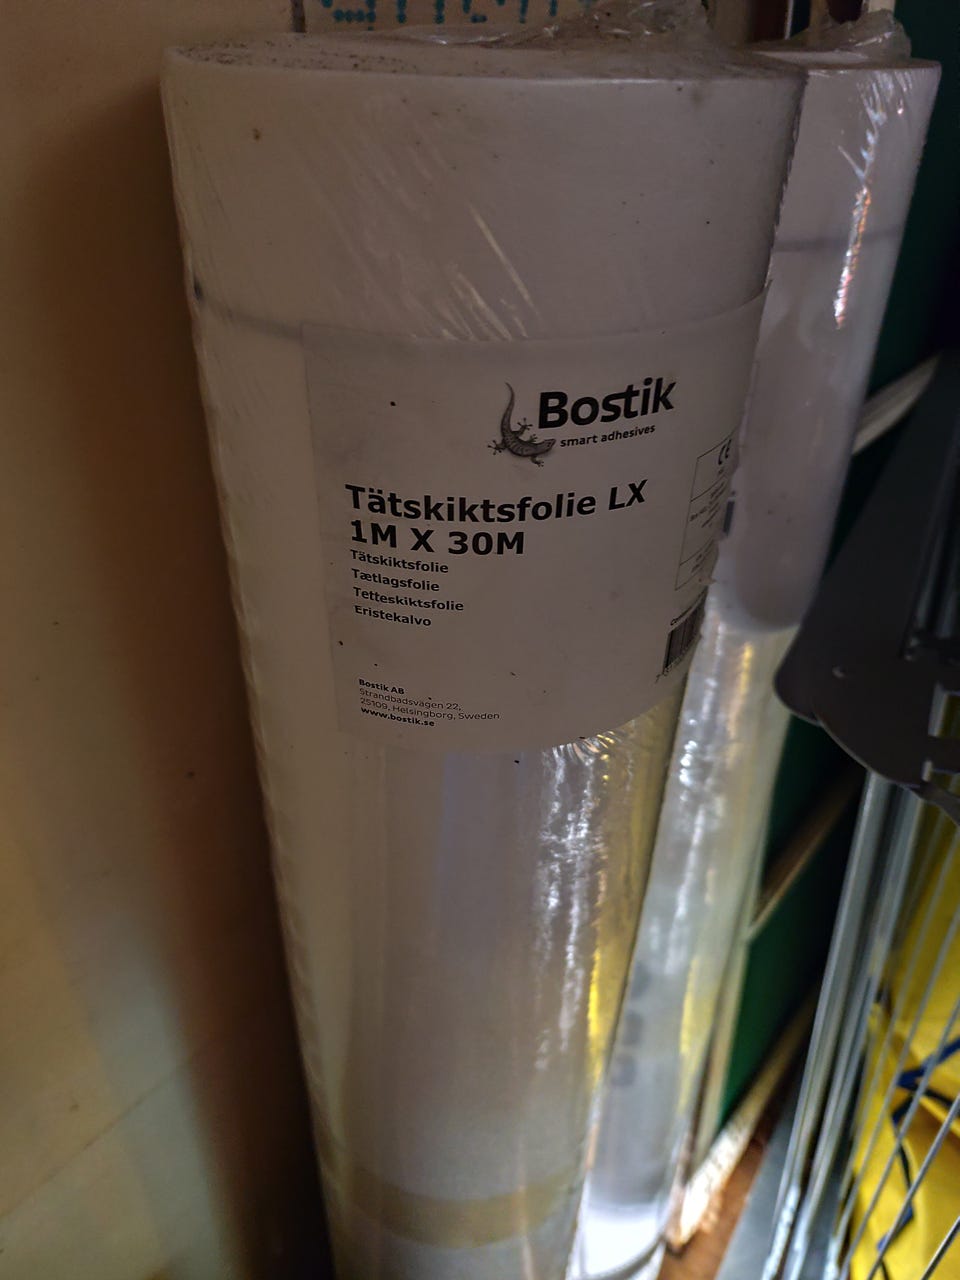 Bostik
smart adhesives
CE
Tätskiktsfolie LX
1M X 30M
Tätskiktsfolie
Tætlagsfolie
Tetteskiktsfolie
Eristekalvo
Bostik AB
Strandbadsvägen 22,
25109, Helsingborg, Sweden
www.bostik.se